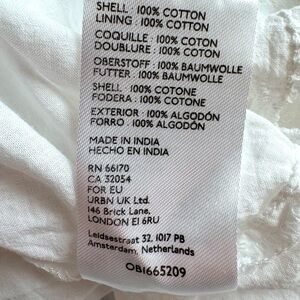 SHELL · 100% COTTON
LINING : 100% COTTON
COQUILLE · 100% COTON
DOUBLURE : 100% COTON
OBERSTOFF : 100% BAUMWOLLE
FUTTER : 100% BAUMWOLLE
SHELL : 100% COTONE
FODERA : 100% COTONE
EXTERIOR : 100% ALGODÓN
FORRO : 100% ALGODÓN
MADE IN INDIA
HECHO EN INDIA
RN 66170
CA 32054
FOR EU
URBN UK Ltd.
146 Brick Lane,
LONDON E1 6RU
Leidsestraat 32, 1017 PB
Amsterdam, Netherlands
OB1665209